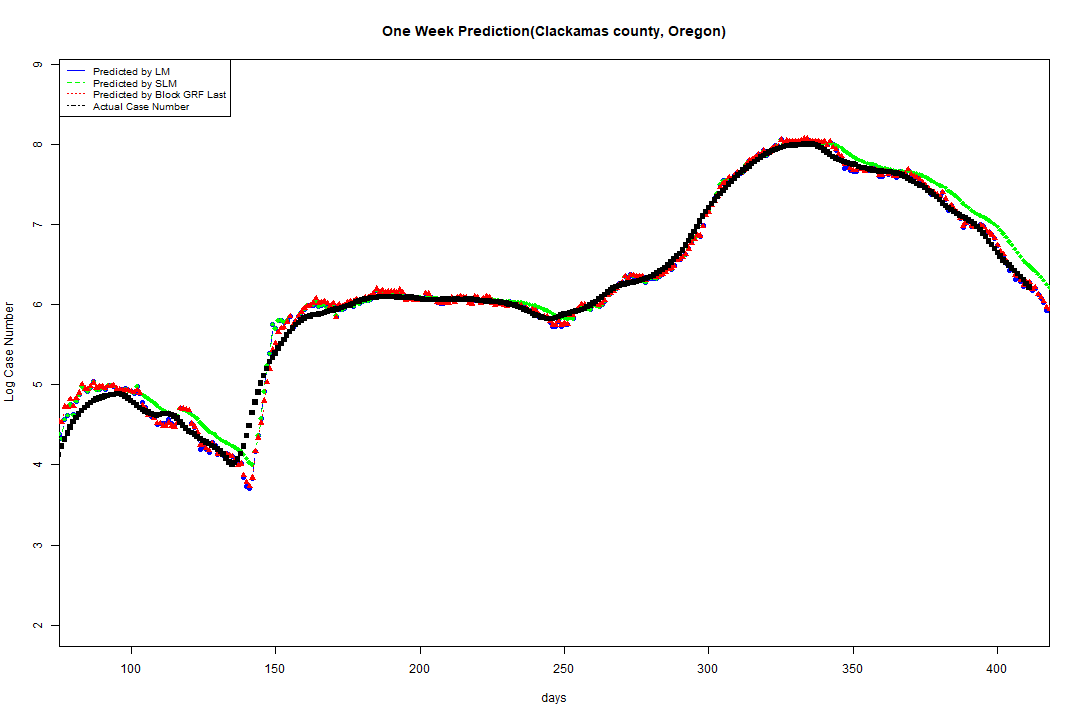 One Week Prediction(Clackamas county, Oregon)
Predicted by LM
Predicted by SLM
Predicted by Block GRF Last
Actual Case Number
9
8
7
6
5
4
3
2
Log Case Number
100 150 200 250 300 350 400
days